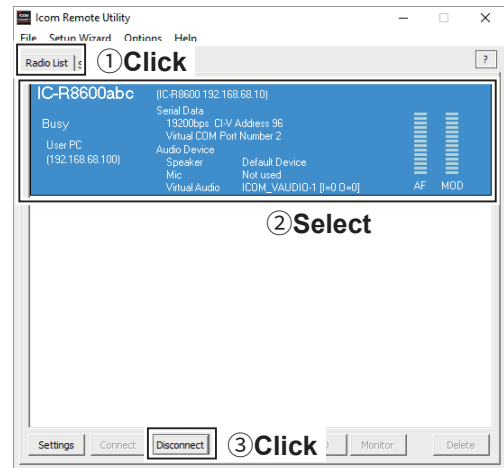 Icom Remote Utility
File Setup Wizard Options Help
Radio List ①Click ?
IC-R8600abc (IC-R8600 192.168.68.10)
Serial Data
Busy 19200bps CI-V Address 96
Virtual COM Port Number 2
User PC Audio Device
(192.168.68.100) Speaker Default Device
Mic Not used
Virtual Audio ICOM_VAUDIO-1 [I=0 O=0] AF MOD
②Select
Settings Connect Disconnect ③Click Monitor Delete